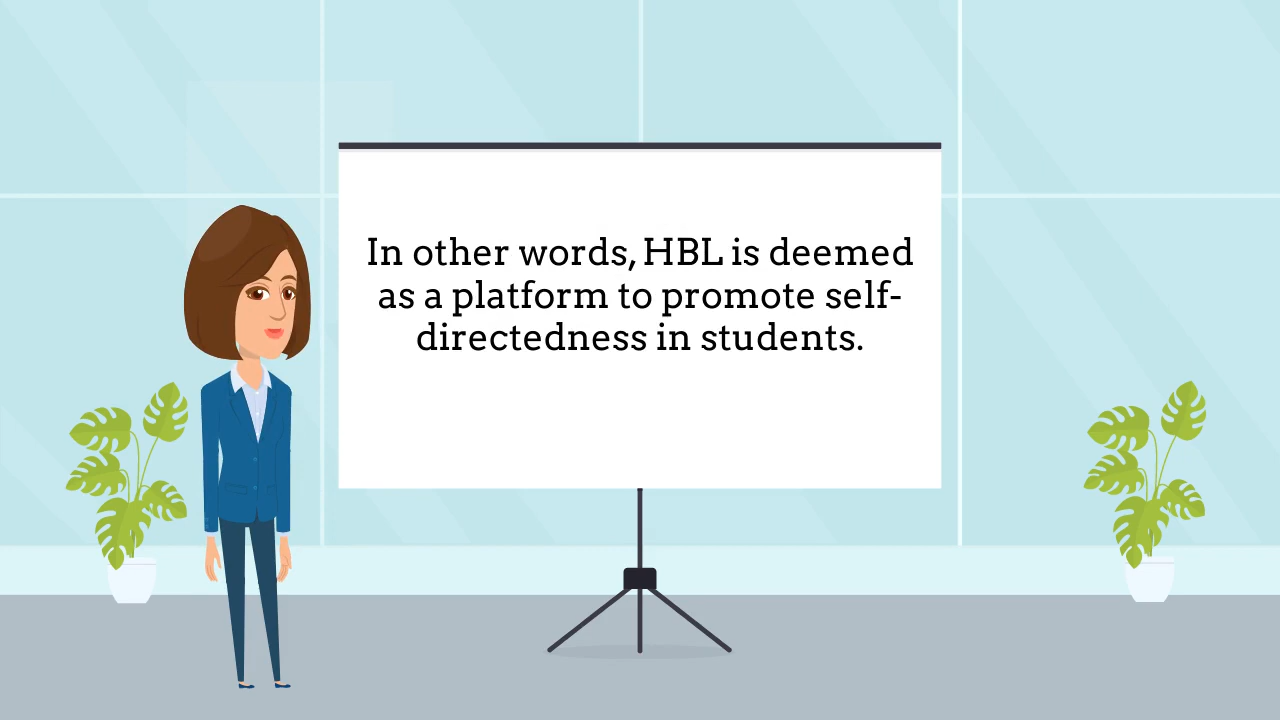 In other words, HBL is deemed
as a platform to promote self-
directedness in students.